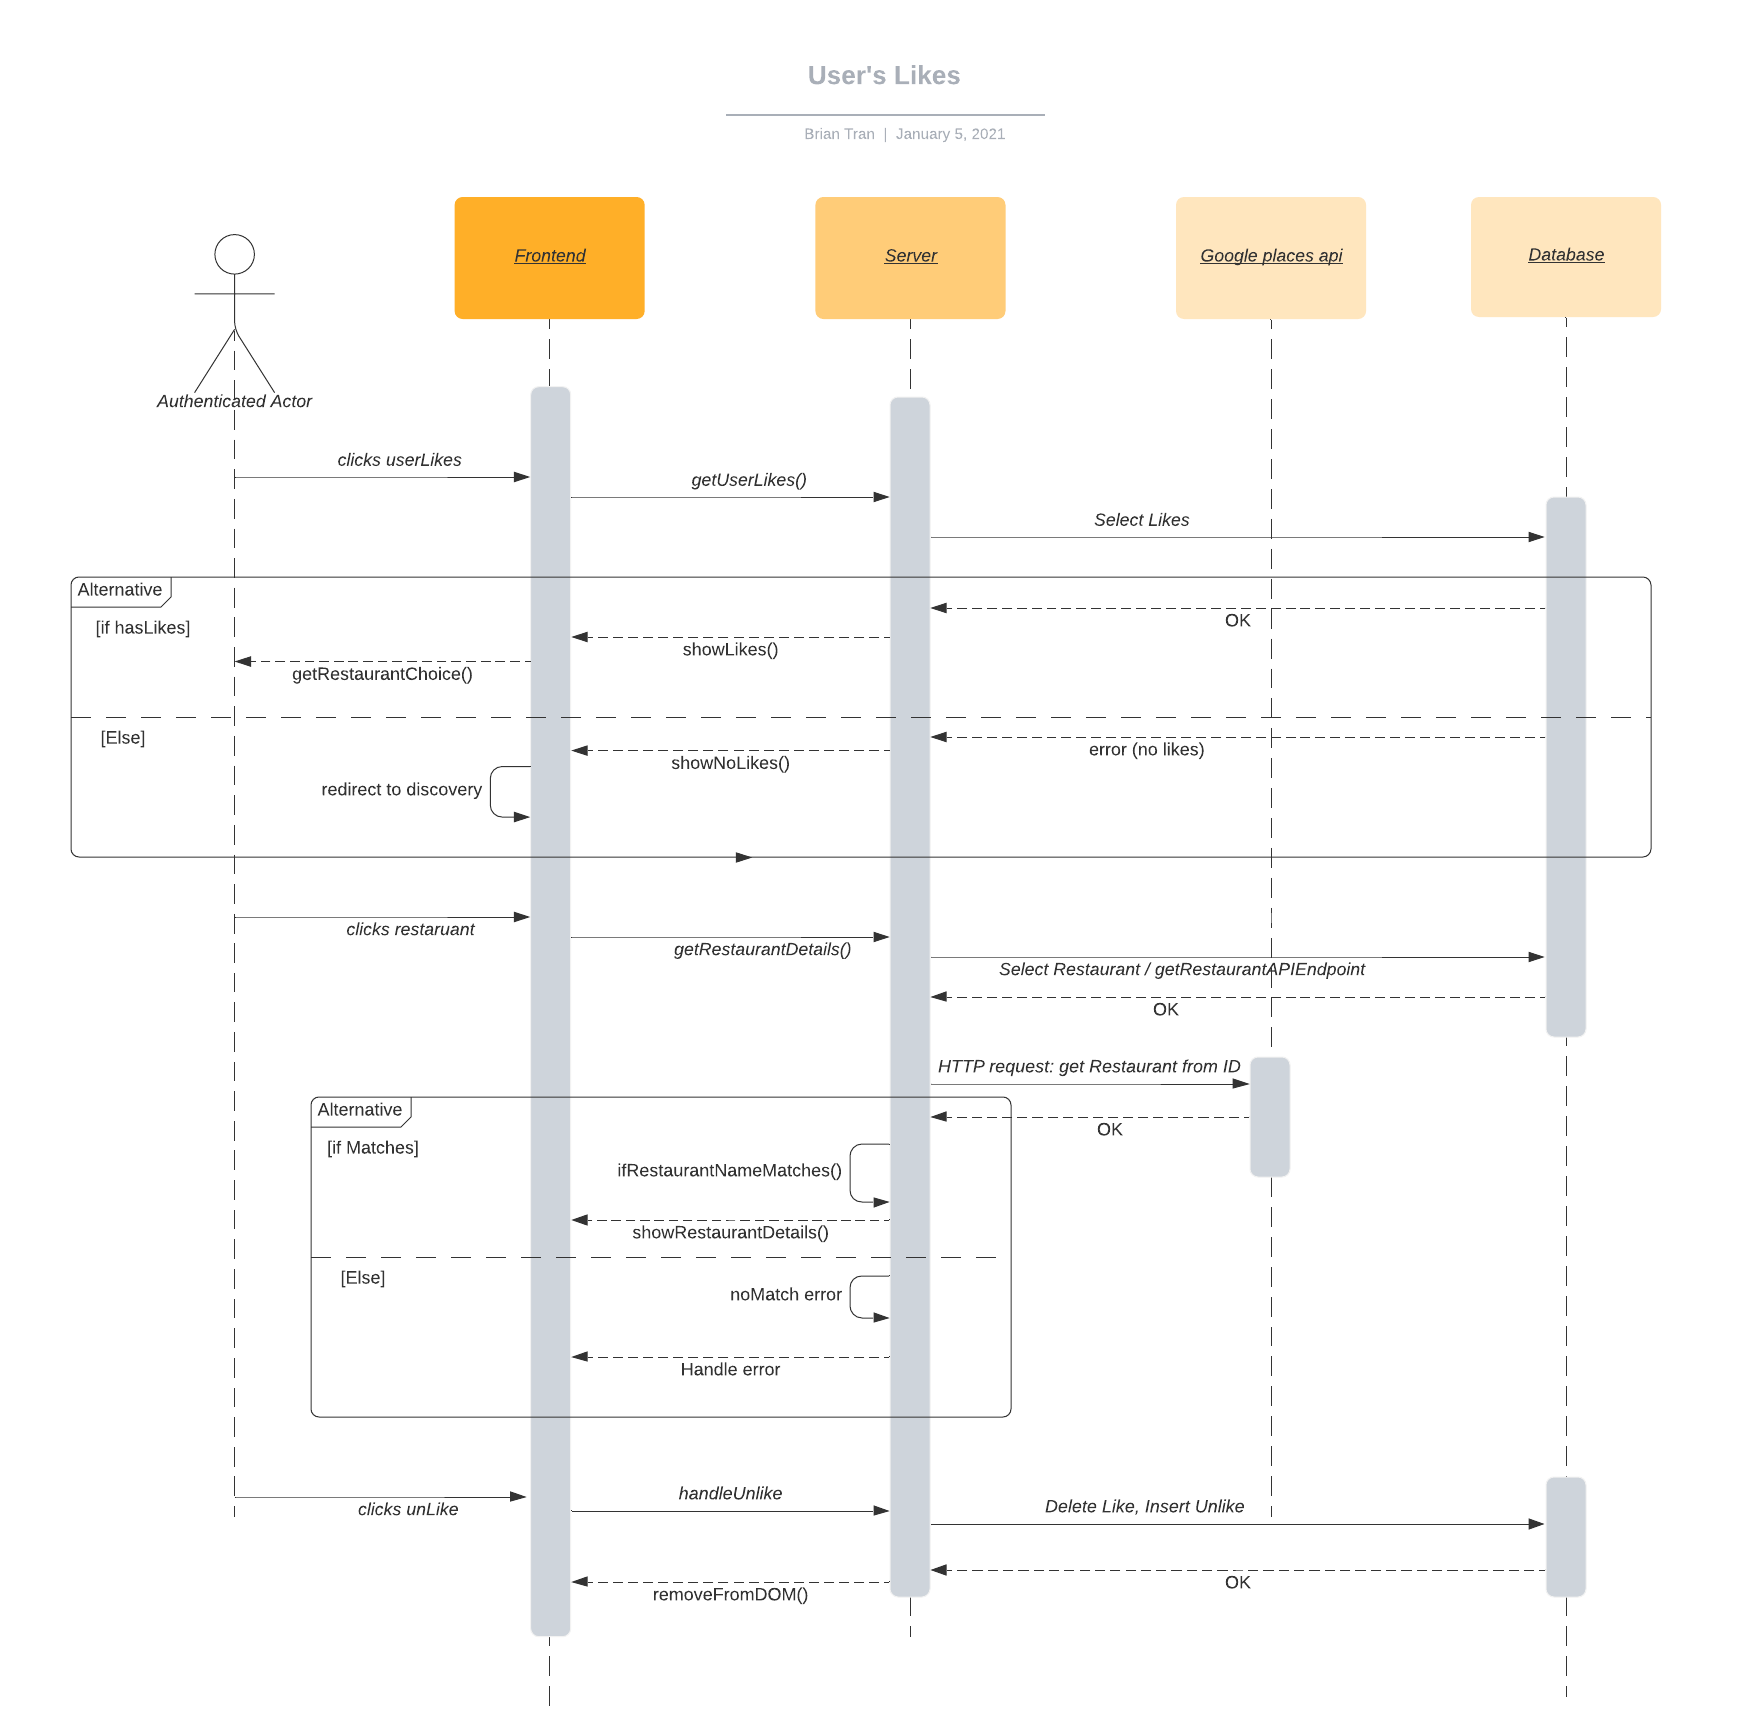 User's Likes
Brian Tran | January 5, 2021
Frontend
Server
Google places api
Database
Authenticated Actor
clicks userLikes
getUserLikes()
Select Likes
Alternative
[if hasLikes]
OK
showLikes()
getRestaurantChoice()
[Else]
error (no likes)
showNoLikes()
redirect to discovery
clicks restaruant
getRestaurantDetails()
Select Restaurant / getRestaurantAPIEndpoint
OK
HTTP request: get Restaurant from ID
Alternative
OK
[if Matches]
ifRestaurantNameMatches()
showRestaurantDetails()
[Else]
noMatch error
Handle error
clicks unLike
handleUnlike
Delete Like, Insert Unlike
OK
removeFromDOM()